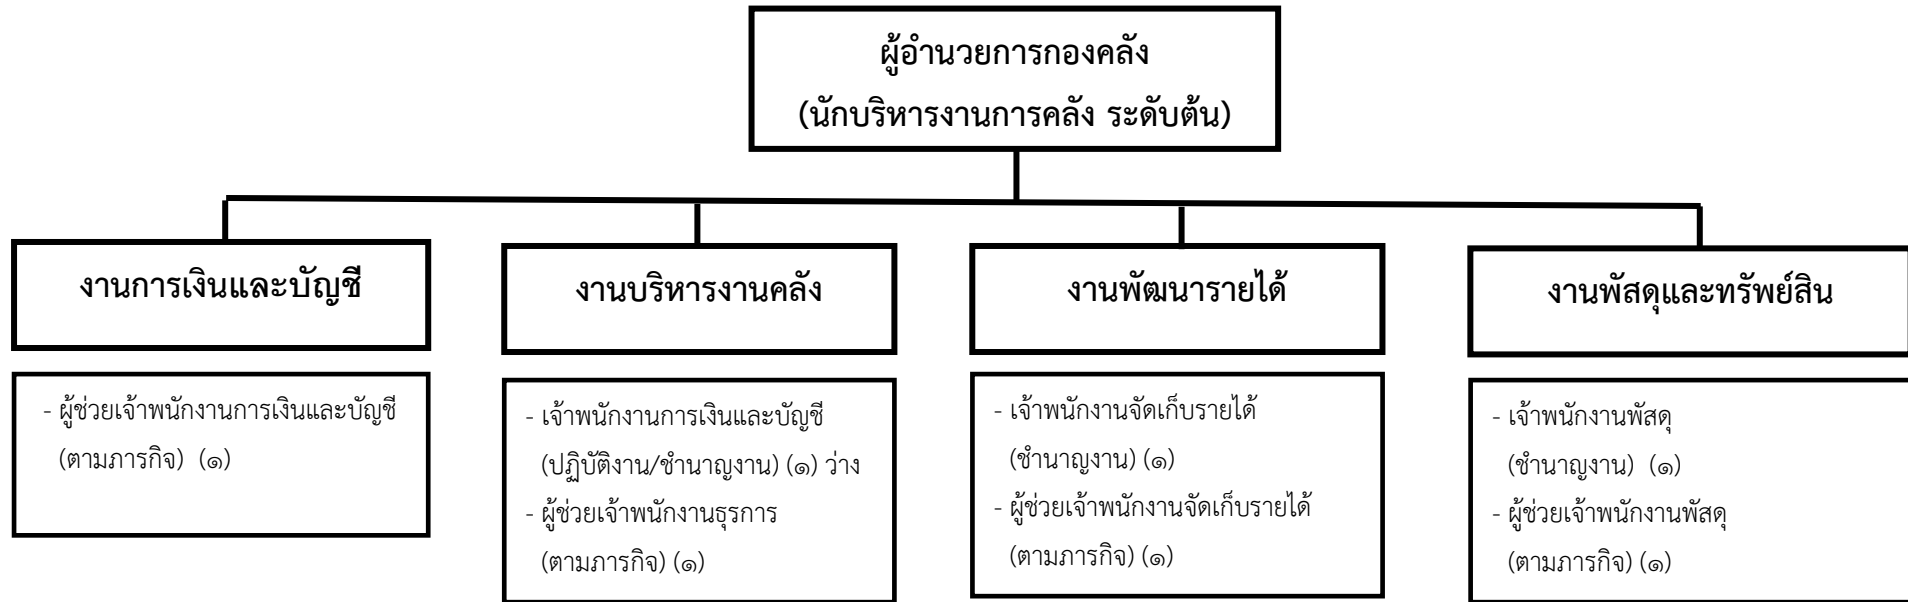 ผู้อำนวยการกองคลัง
(นักบริหารงานการคลัง ระดับต้น)
งานการเงินและบัญชี
- ผู้ช่วยเจ้าพนักงานการเงินและบัญชี
(ตามภารกิจ) (๑)
งานบริหารงานคลัง
- เจ้าพนักงานการเงินและบัญชี
(ปฏิบัติงาน/ชำนาญงาน) (๑) ว่าง
- ผู้ช่วยเจ้าพนักงานธุรการ
(ตามภารกิจ) (๑)
งานพัฒนารายได้
- เจ้าพนักงานจัดเก็บรายได้
(ชำนาญงาน) (๑)
- ผู้ช่วยเจ้าพนักงานจัดเก็บรายได้
(ตามภารกิจ) (๑)
งานพัสดุและทรัพย์สิน
- เจ้าพนักงานพัสดุ
(ชำนาญงาน) (๑)
- ผู้ช่วยเจ้าพนักงานพัสดุ
(ตามภารกิจ) (๑)